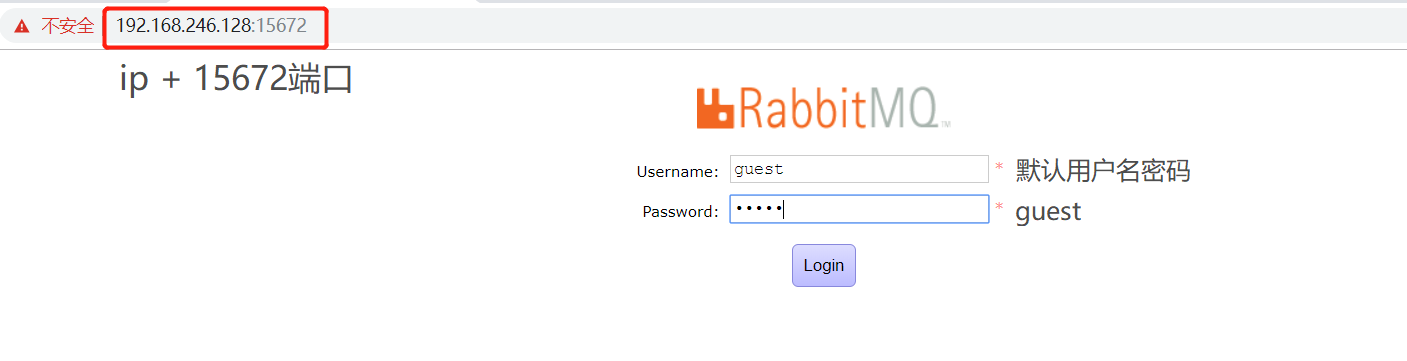 不安全 192.168.246.128:15672
ip + 15672端口
RabbitMQ™
Username: guest * 默认用户名密码
Password: ••••• * guest
Login